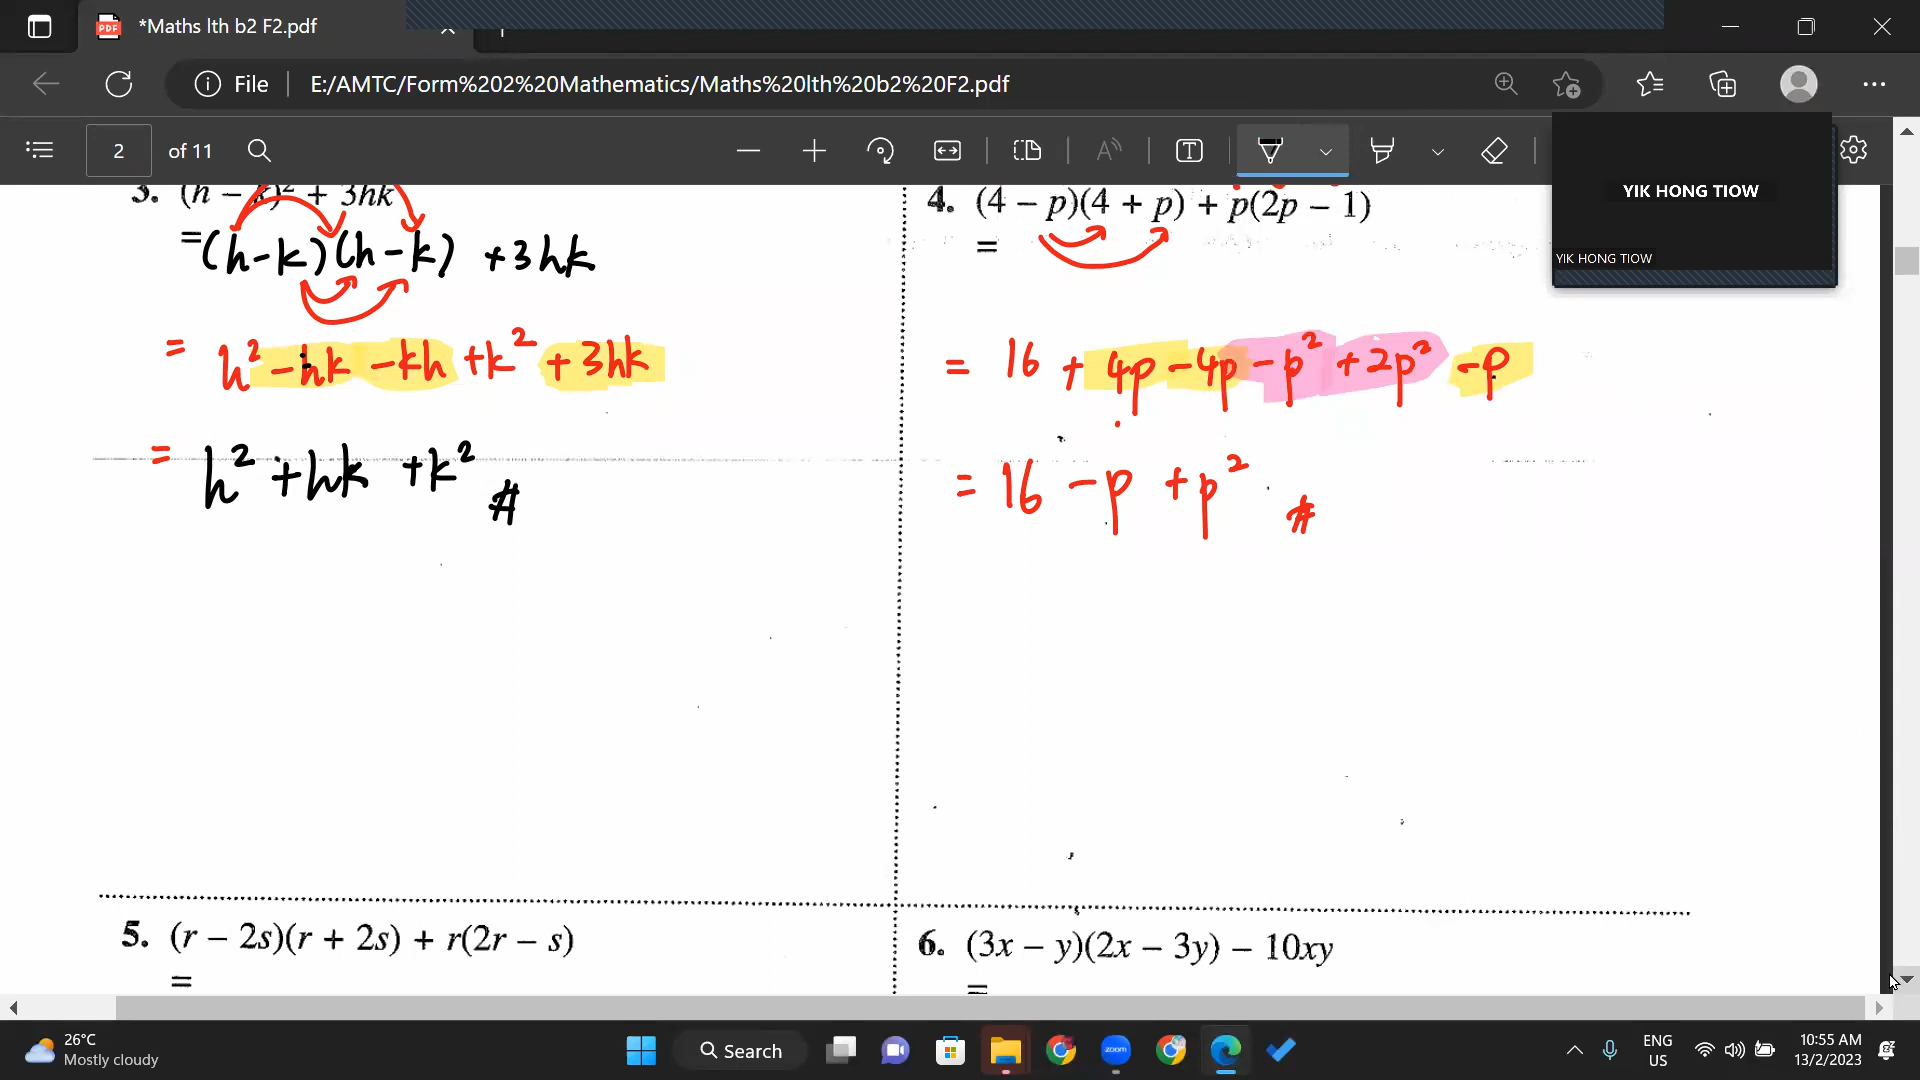 *Maths lth b2 F2.pdf
File
E:/AMTC/Form%202%20Mathematics/Maths%20lth%20b2%20F2.pdf
2 of 11
YIK HONG TIOW
YIK HONG TIOW
3. (h − k)² + 3hk
= (h-k)(h-k) +3hk
= h² -hk -kh +k² +3hk
= h² +hk +k² #
4. (4 − p)(4 + p) + p(2p − 1)
=
= 16 + 4p -4p -p² +2p² -p
= 16 -p +p² #
5. (r − 2s)(r + 2s) + r(2r − s)
=
6. (3x − y)(2x − 3y) − 10xy
=
26°C
Mostly cloudy
Search
zoom
ENG
US
10:55 AM
13/2/2023